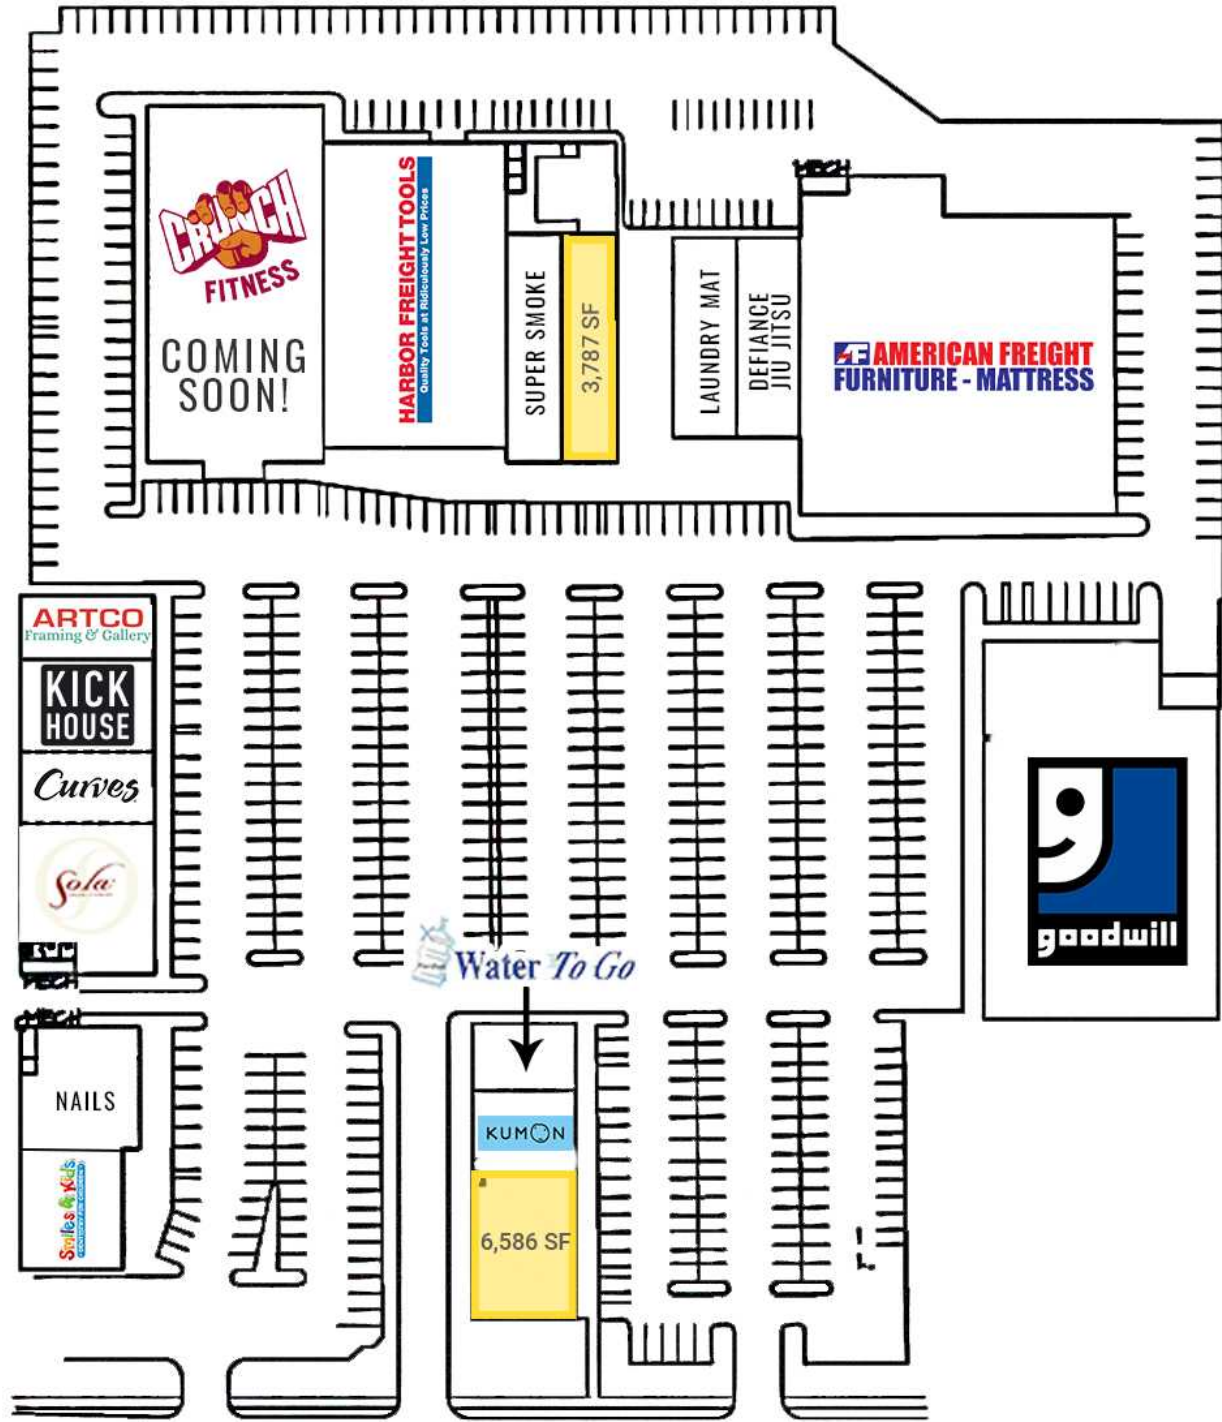 MECH
CRUNCH
FITNESS
COMING
SOON!
HARBOR FREIGHT TOOLS
Quality Tools at Ridiculously Low Prices
SUPER SMOKE
3,787 SF
LAUNDRY MAT
DEFIANCE
JIU JITSU
AF AMERICAN FREIGHT
FURNITURE - MATTRESS
ARTCO
Framing & Gallery
KICK
HOUSE
Curves
Sola
MECH
goodwill
Water To Go
MECH
NAILS
Smiles 4 Kids
KUMON
6,586 SF